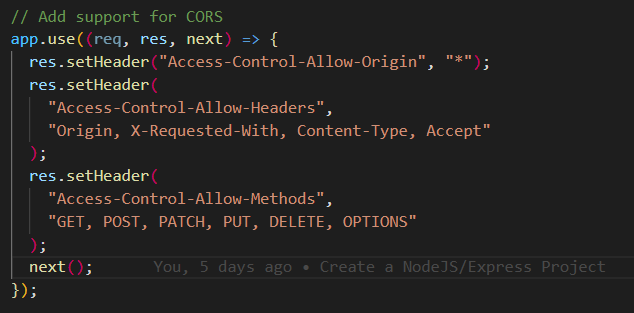 // Add support for CORS
app.use((req, res, next) => {
  res.setHeader("Access-Control-Allow-Origin", "*");
  res.setHeader(
    "Access-Control-Allow-Headers",
    "Origin, X-Requested-With, Content-Type, Accept"
  );
  res.setHeader(
    "Access-Control-Allow-Methods",
    "GET, POST, PATCH, PUT, DELETE, OPTIONS"
  );
  next();      You, 5 days ago • Create a NodeJS/Express Project
});